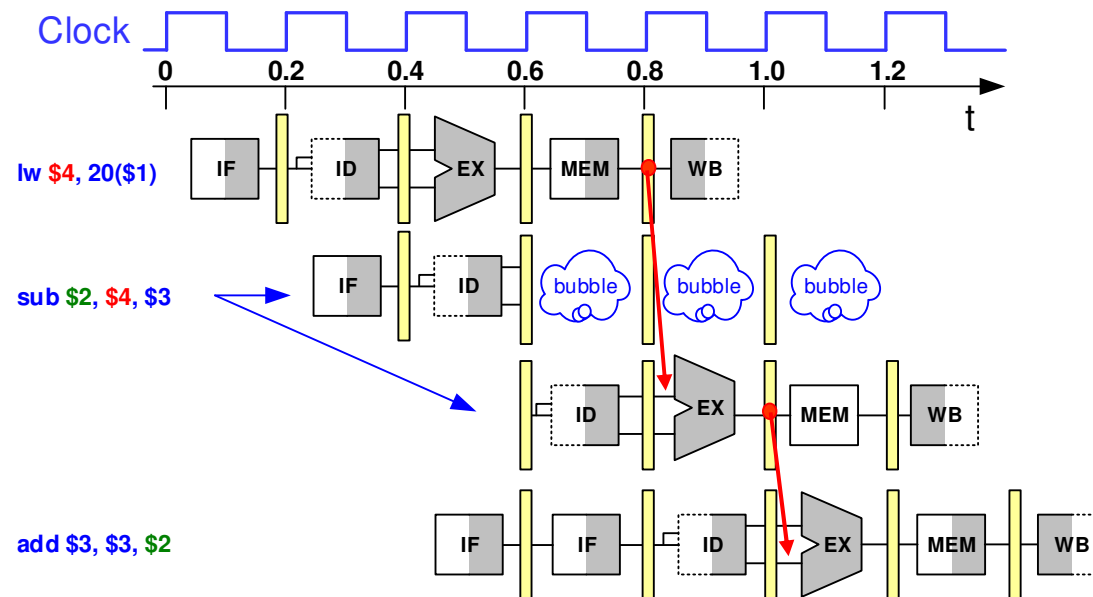 Clock
0 0.2 0.4 0.6 0.8 1.0 1.2
t
lw $4, 20($1) IF ID EX MEM WB
sub $2, $4, $3 IF ID bubble bubble bubble
ID EX MEM WB
add $3, $3, $2 IF IF ID EX MEM WB